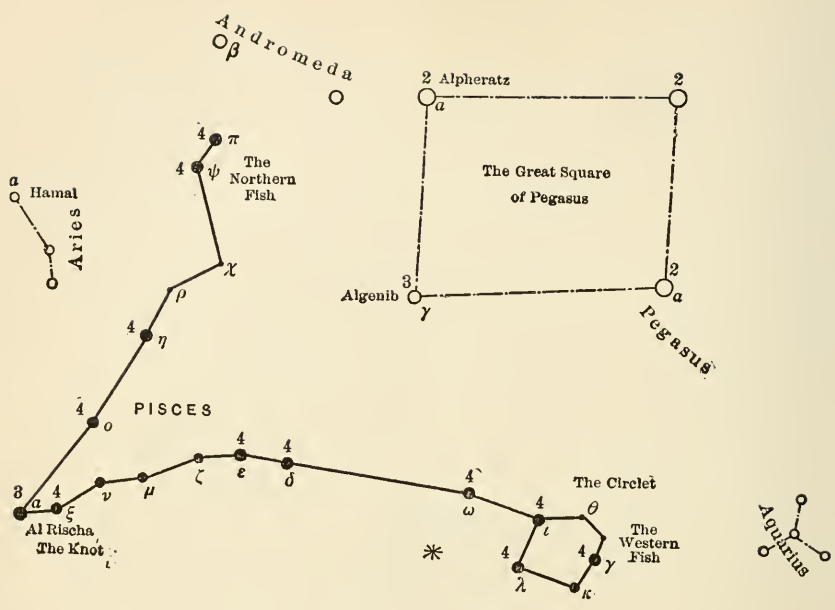 Andromeda
β
2 Alpheratz
a
2
4 π
4 ψ
The
Northern
Fish
The Great Square
of Pegasus
a
Hamal
Aries
χ
ρ
3
Algenib
γ
2
a
Pegasus
4
η
4
ο
PISCES
3
a
4
ξ
ν
μ
ζ
4
ε
4
δ
4
ω
The Circlet
4
ι
θ
The
Western
Fish
4
γ
4
λ
κ
Al Rischa
The Knot
Aquarius